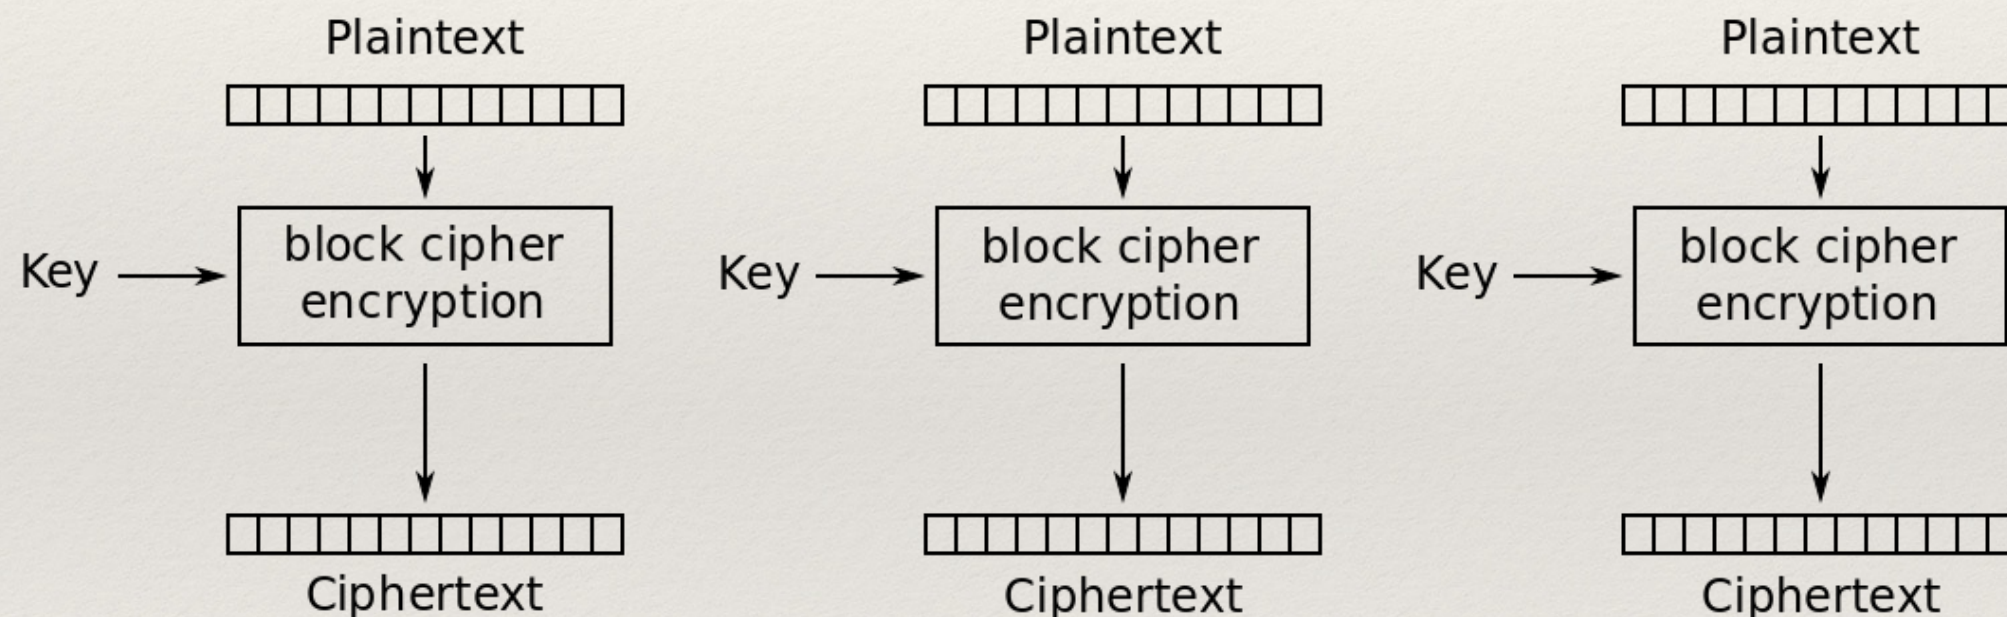 Plaintext
Plaintext
Plaintext
Key
block cipher
encryption
Key
block cipher
encryption
Key
block cipher
encryption
Ciphertext
Ciphertext
Ciphertext